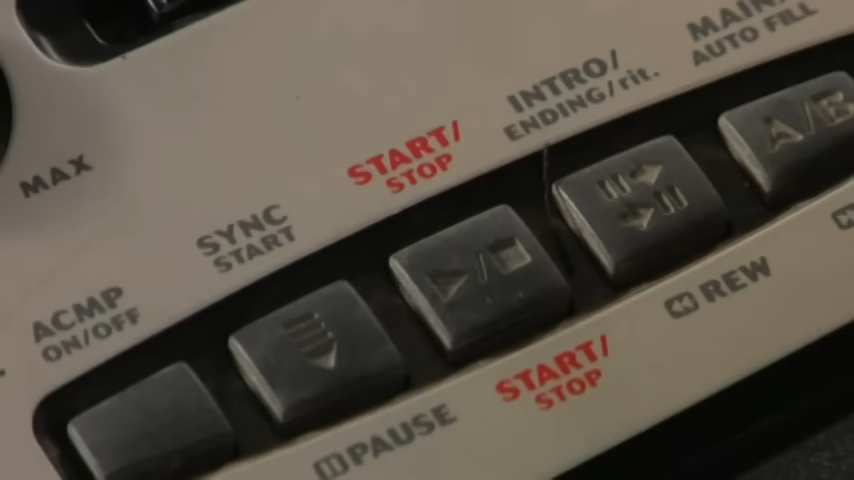 MAX
ACMP
ON/OFF
SYNC
START
START/
STOP
INTRO/
ENDING/rit.
MAIN/
AUTO FILL
A/B
PAUSE
START/
STOP
REW